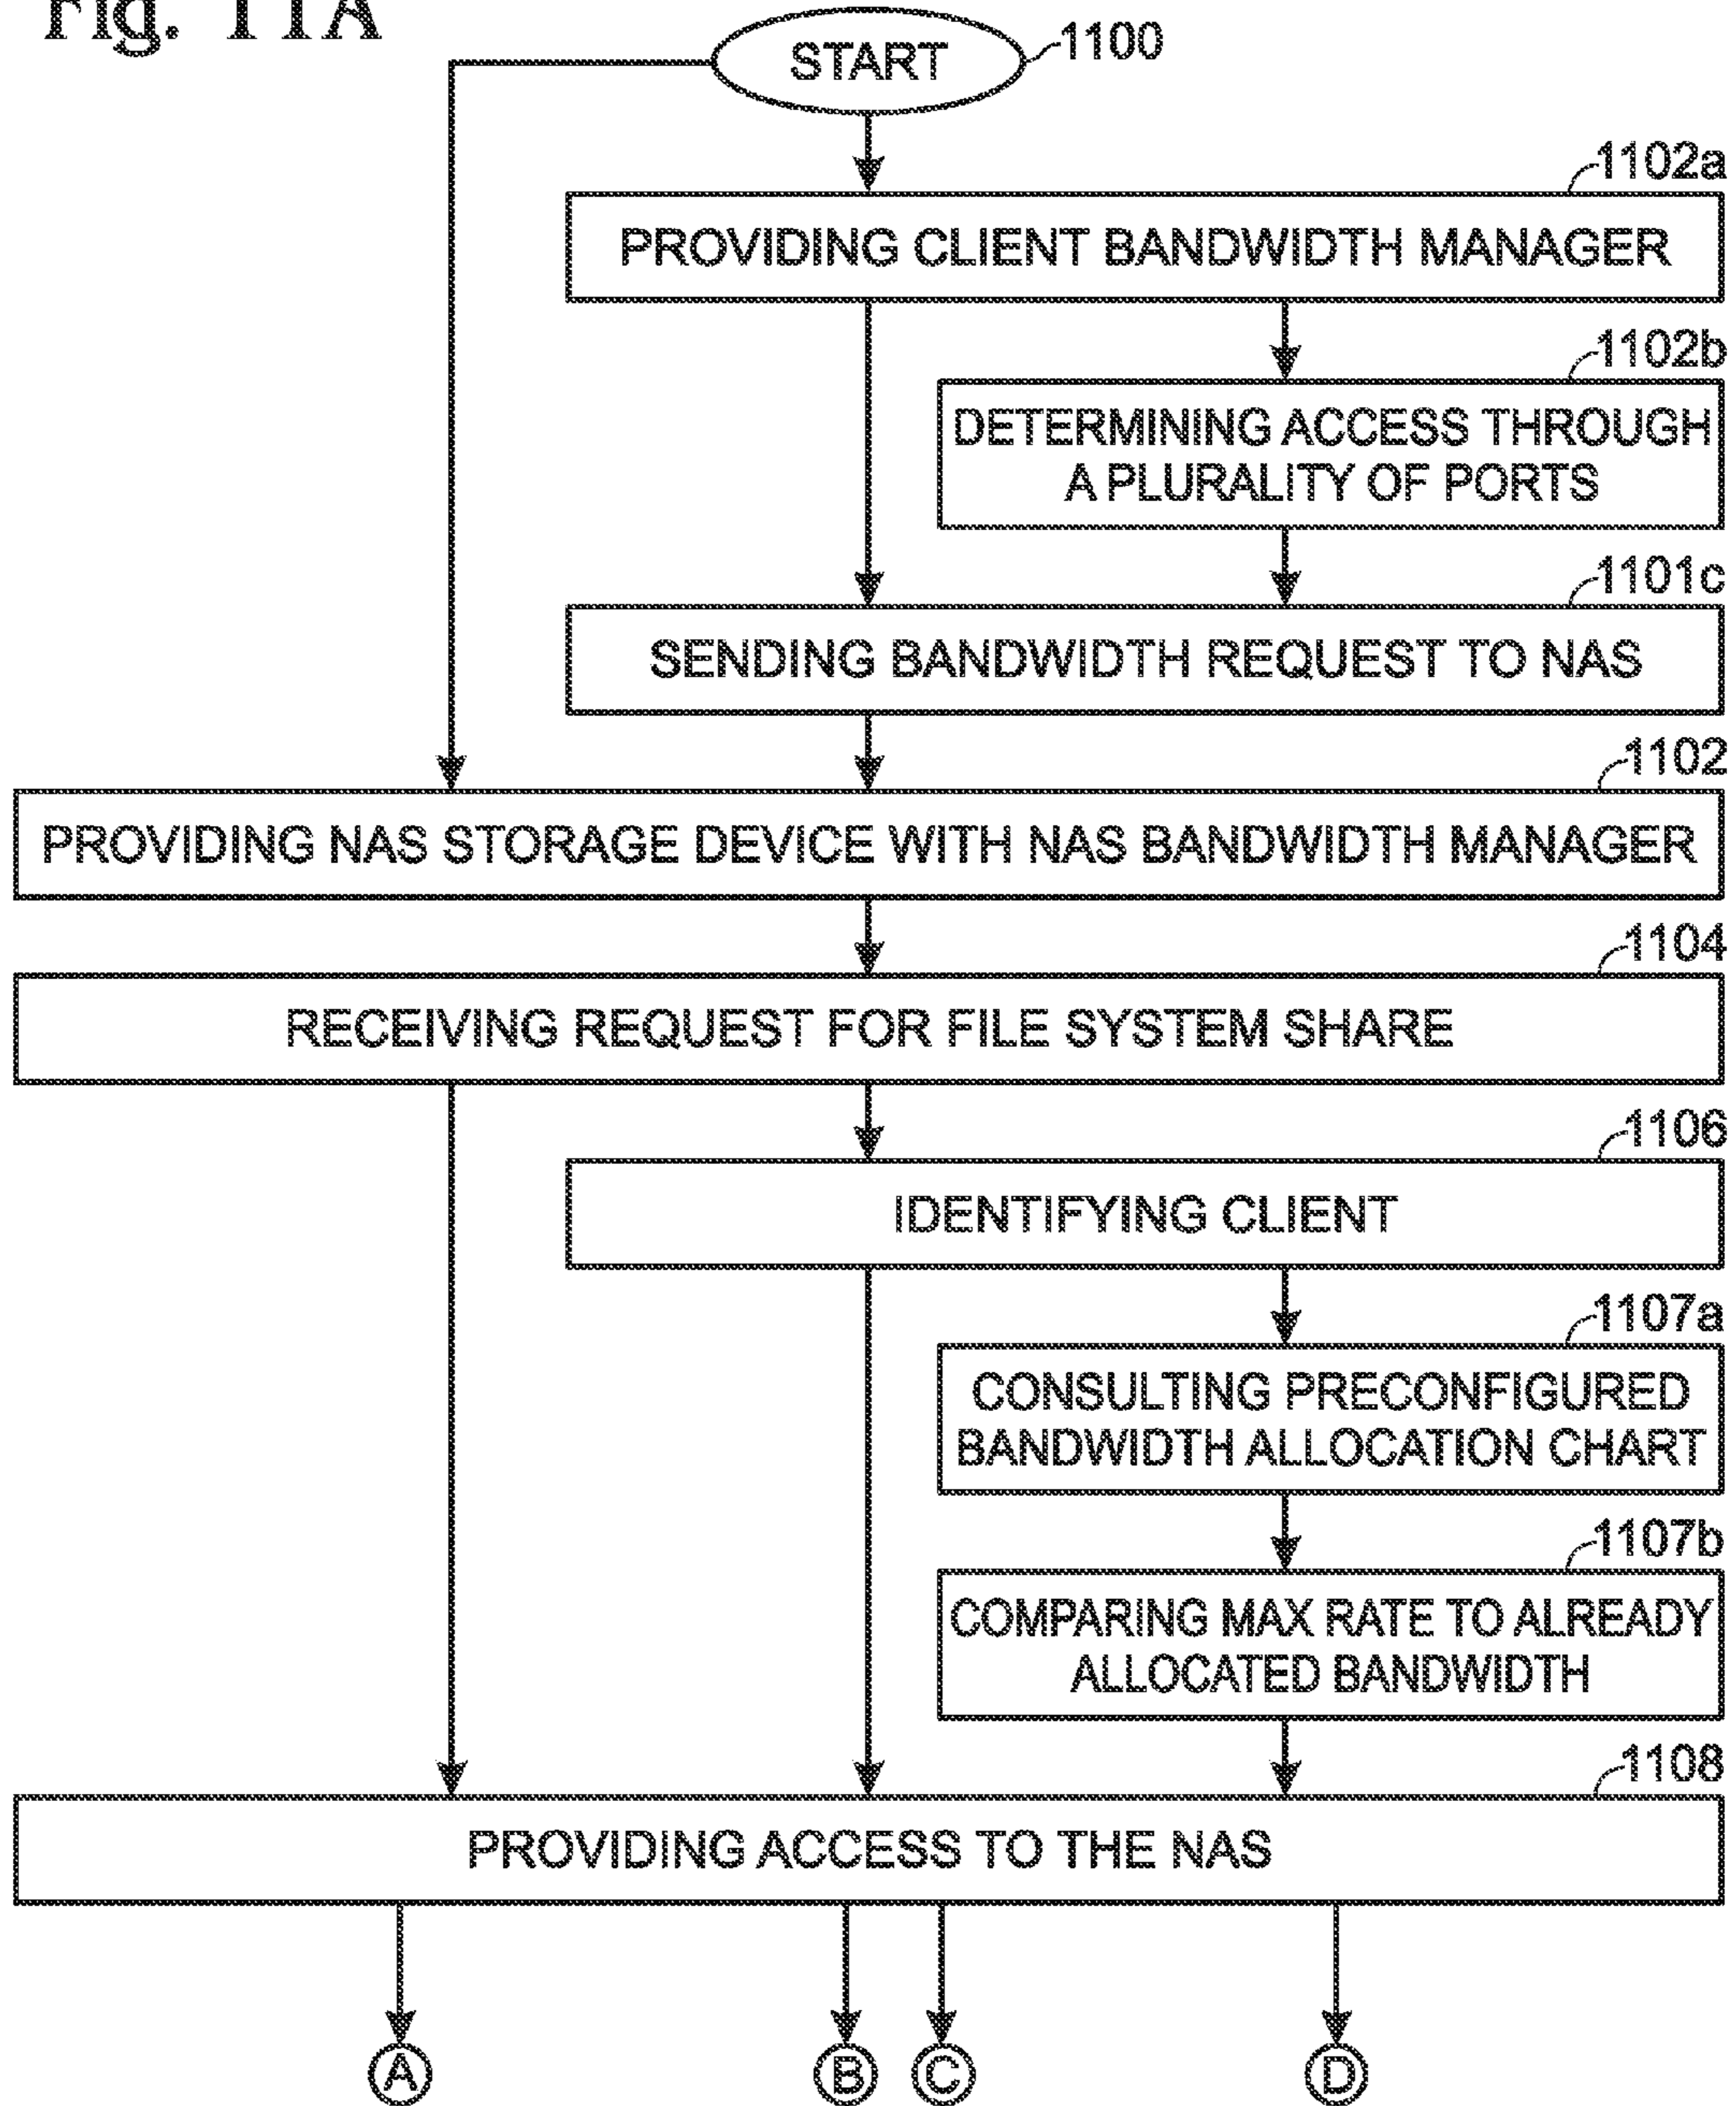 Fig. 11A
START
1100
1102a
PROVIDING CLIENT BANDWIDTH MANAGER
1102b
DETERMINING ACCESS THROUGH
A PLURALITY OF PORTS
1101c
SENDING BANDWIDTH REQUEST TO NAS
1102
PROVIDING NAS STORAGE DEVICE WITH NAS BANDWIDTH MANAGER
1104
RECEIVING REQUEST FOR FILE SYSTEM SHARE
1106
IDENTIFYING CLIENT
1107a
CONSULTING PRECONFIGURED
BANDWIDTH ALLOCATION CHART
1107b
COMPARING MAX RATE TO ALREADY
ALLOCATED BANDWIDTH
1108
PROVIDING ACCESS TO THE NAS
A
B
C
D